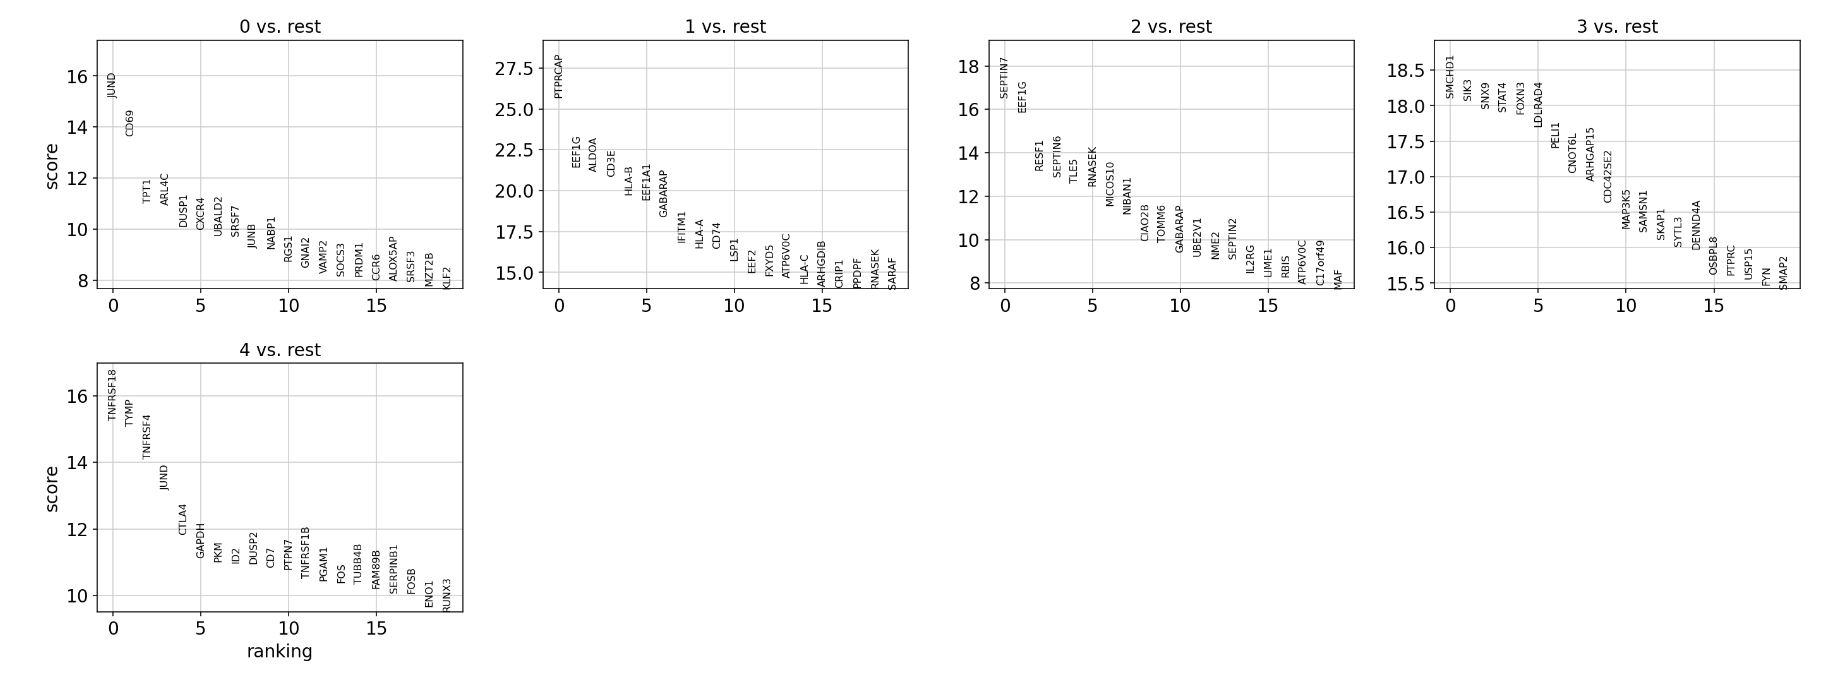 0 vs. rest
score
16
14
12
10
8
0
5
10
15
JUND
CD69
TPT1
ARL4C
DUSP1
CXCR4
UBALD2
SRSF7
JUNB
NABP1
RGS1
GNAI2
VAMP2
SOCS3
PRDM1
CCR6
ALOX5AP
SRSF3
MZT2B
KLF2
1 vs. rest
27.5
25.0
22.5
20.0
17.5
15.0
0
5
10
15
PTPRCAP
EEF1G
ALDOA
CD3E
HLA-B
EEF1A1
GABARAP
IFITM1
HLA-A
CD74
LSP1
EEF2
FXYD5
ATP6V0C
HLA-C
ARHGDIB
CRIP1
PPDPF
RNASEK
SARAF
2 vs. rest
18
16
14
12
10
8
0
5
10
15
SEPTIN7
EEF1G
RESF1
SEPTIN6
TLE5
RNASEK
MICOS10
NIBAN1
CIAO2B
TOMM6
GABARAP
UBE2V1
NME2
SEPTIN2
IL2RG
LIME1
RBIS
ATP6V0C
C17orf49
MAF
3 vs. rest
18.5
18.0
17.5
17.0
16.5
16.0
15.5
0
5
10
15
SMCHD1
SIK3
SNX9
STAT4
FOXN3
LDLRAD4
PELI1
CNOT6L
ARHGAP15
CDC42SE2
MAP3K5
SAMSN1
SKAP1
SYTL3
DENND4A
OSBPL8
PTPRC
USP15
FYN
SMAP2
4 vs. rest
score
16
14
12
10
0
5
10
15
ranking
TNFRSF18
TYMP
TNFRSF4
JUND
CTLA4
GAPDH
PKM
ID2
DUSP2
CD7
PTPN7
TNFRSF1B
PGAM1
FOS
TUBB4B
FAM89B
SERPINB1
FOSB
ENO1
RUNX3